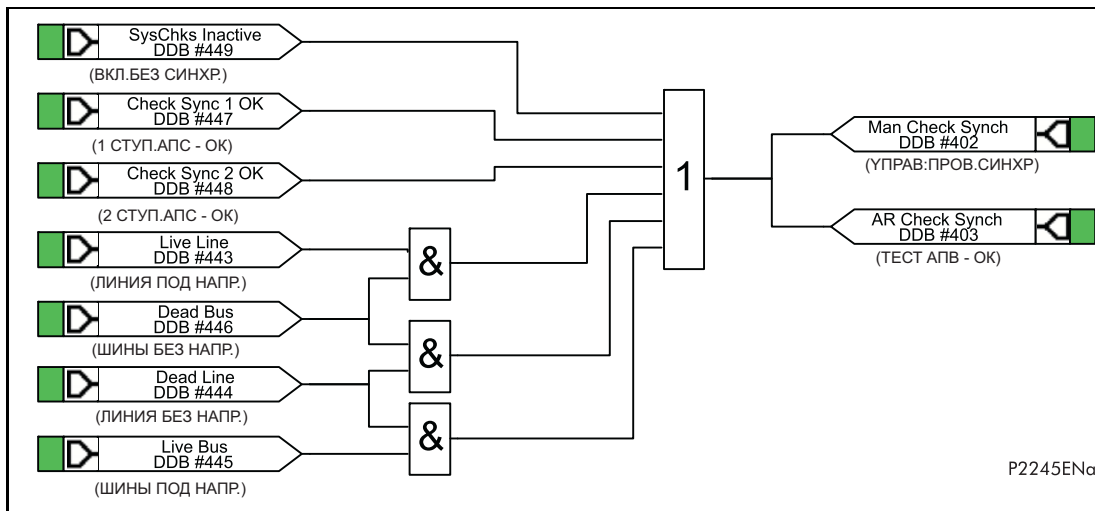 SysChks Inactive
DDB #449
(ВКЛ.БЕЗ СИНХР.)
Check Sync 1 OK
DDB #447
(1 СТУП.АПС - ОК)
Check Sync 2 OK
DDB #448
(2 СТУП.АПС - ОК)
Live Line
DDB #443
(ЛИНИЯ ПОД НАПР.)
Dead Bus
DDB #446
(ШИНЫ БЕЗ НАПР.)
Dead Line
DDB #444
(ЛИНИЯ БЕЗ НАПР.)
Live Bus
DDB #445
(ШИНЫ ПОД НАПР.)
&
&
&
1
Man Check Synch
DDB #402
(YПРАВ:ПРОВ.СИНХР)
AR Check Synch
DDB #403
(ТЕСТ АПВ - ОК)
P2245ENa